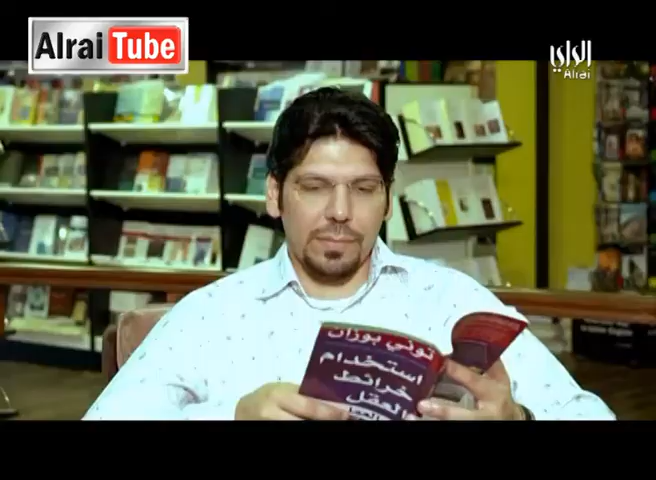 Alrai Tube
الراي
Alrai
توني بوزان
استخدام
خرائط
العقل